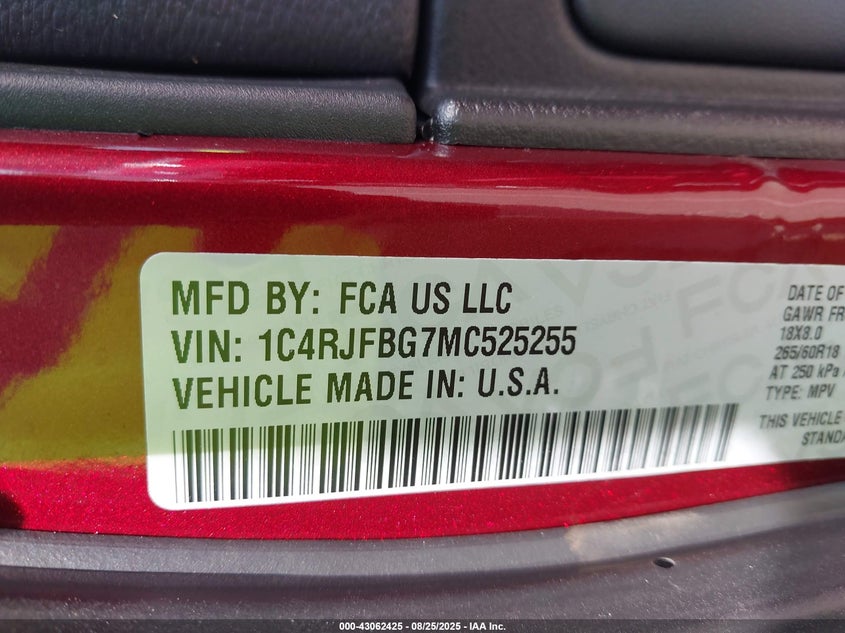 MFD BY: FCA US LLC
VIN: 1C4RJFBG7MC525255
VEHICLE MADE IN: U.S.A.
DATE OF
GAWR FR
18X8.0
265/60R18
AT 250 kPa
TYPE: MPV
THIS VEHICLE
STANDA
000-43062425 - 08/25/2025 - IAA Inc.